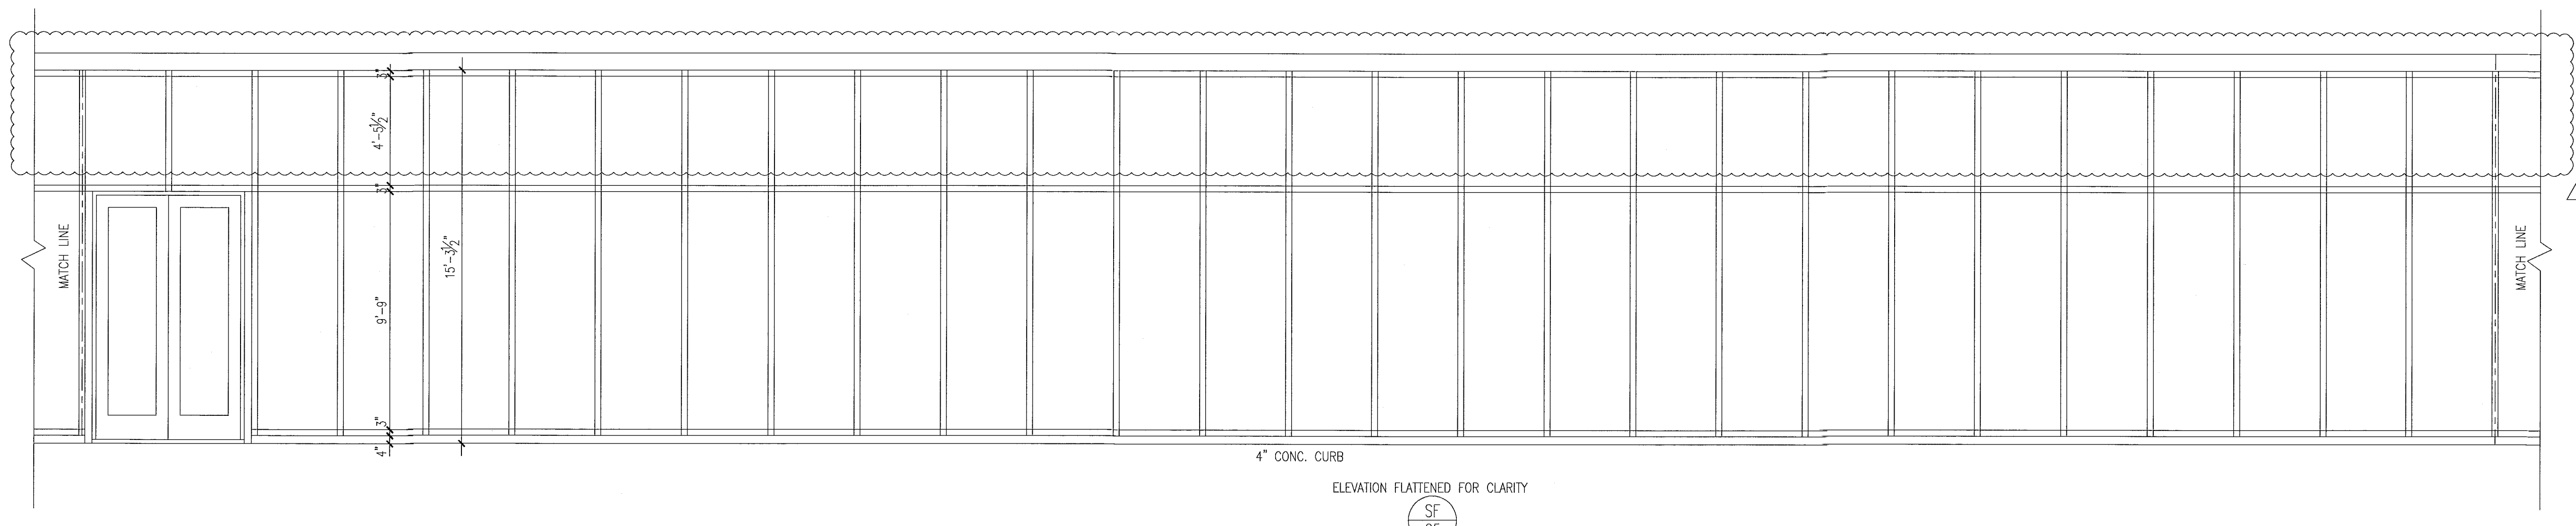 3"
4'-5½"
3"
15'-3½"
9'-9"
3"
4"
MATCH LINE
MATCH LINE
4" CONC. CURB
ELEVATION FLATTENED FOR CLARITY
SF